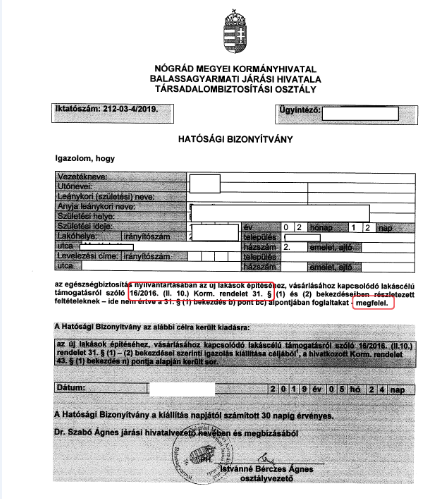 NÓGRÁD MEGYEI KORMÁNYHIVATAL
BALASSAGYARMATI JÁRÁSI HIVATALA
TÁRSADALOMBIZTOSÍTÁSI OSZTÁLY
Iktatószám: 212-03-4/2019. Ügyintéző:
HATÓSÁGI BIZONYÍTVÁNY
Igazolom, hogy
Vezetékneve:
Utónevei:
Leánykori (születési) neve:
Anyja leánykori neve:
Születési helye:
Születési ideje: év 0 2 hónap 1 2 nap
Lakóhelye: irányítószám 2 település
utca házszám 2. emelet, ajtó
Levelezési címe: irányítószám település
utca házszám emelet, ajtó
az egészségbiztosítás nyilvántartásában az új lakások építéséhez, vásárlásához kapcsolódó lakáscélú
támogatásról szóló 16/2016. (II. 10.) Korm. rendelet 31. § (1) és (2) bekezdéseiben részletezett
feltételeknek – ide nem értve a 31. § (1) bekezdés b) pont bc) alpontjában foglaltakat - megfelel.
A Hatósági Bizonyítvány az alábbi célra került kiadásra:
az új lakások építéséhez, vásárlásához kapcsolódó lakáscélú támogatásról szóló 16/2016. (II.10.)
rendelet 31. § (1) – (2) bekezdései szerinti igazolás kiállítása céljából, a hivatkozott Korm. rendelet
43. § (1) bekezdés n) pontja alapján került sor.
Dátum: 2 0 1 9 év 0 5 hó 2 4 nap
A Hatósági Bizonyítvány a kiállítás napjától számított 30 napig érvényes.
Dr. Szabó Ágnes járási hivatalvezető nevében és megbízásából
Istvánné Bérczes Ágnes
osztályvezető